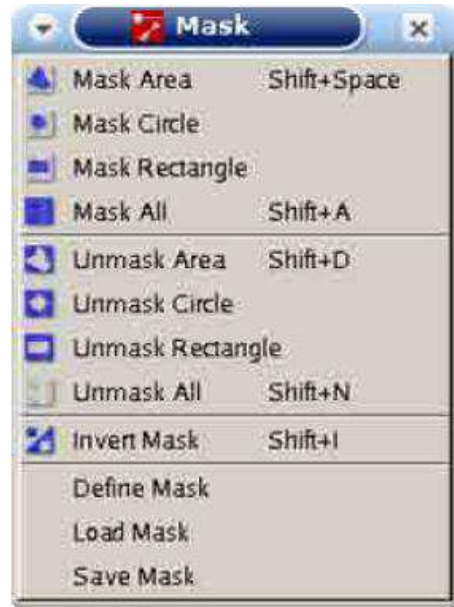 Mask
Mask Area Shift+Space
Mask Circle
Mask Rectangle
Mask All Shift+A
Unmask Area Shift+D
Unmask Circle
Unmask Rectangle
Unmask All Shift+N
Invert Mask Shift+I
Define Mask
Load Mask
Save Mask